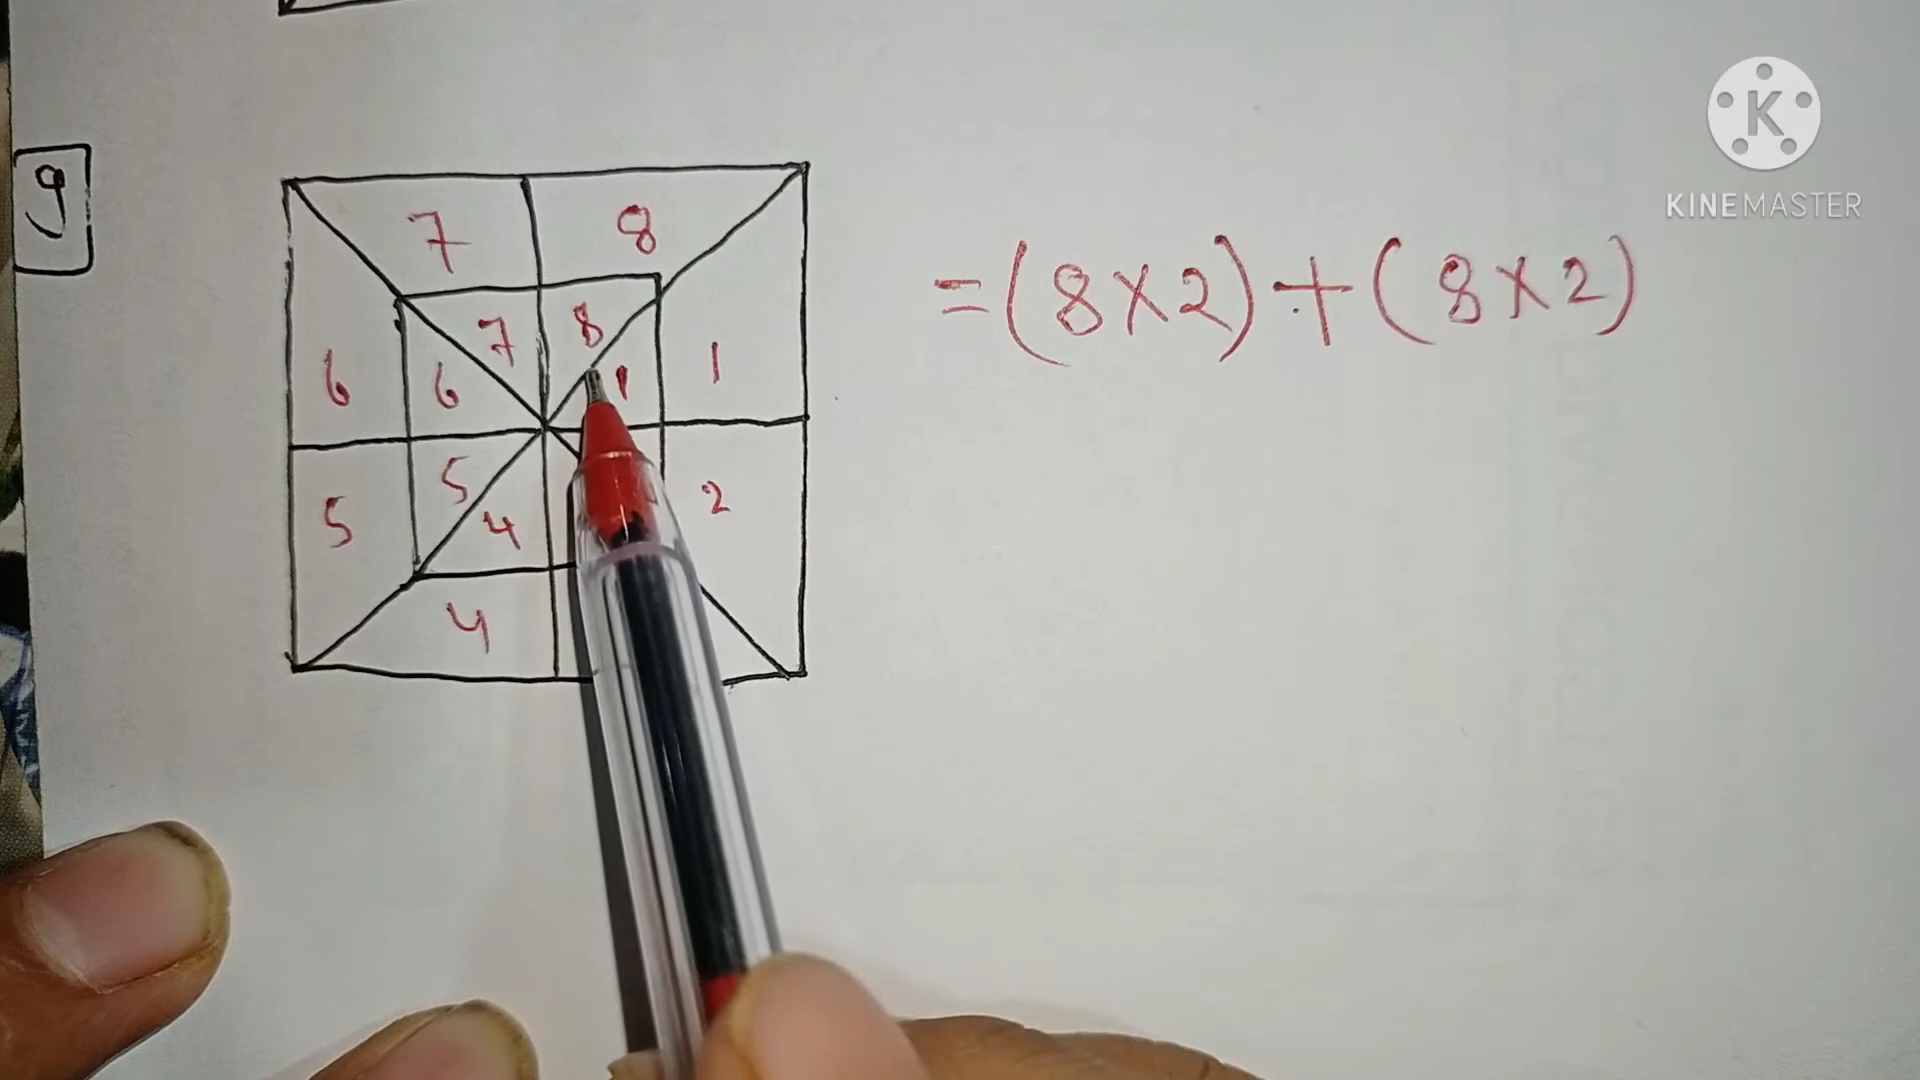 9
7 8
= (8 × 2) + (8 × 2)
7 8
6 6 1 1
5 5 2
4
4
K
KINEMASTER